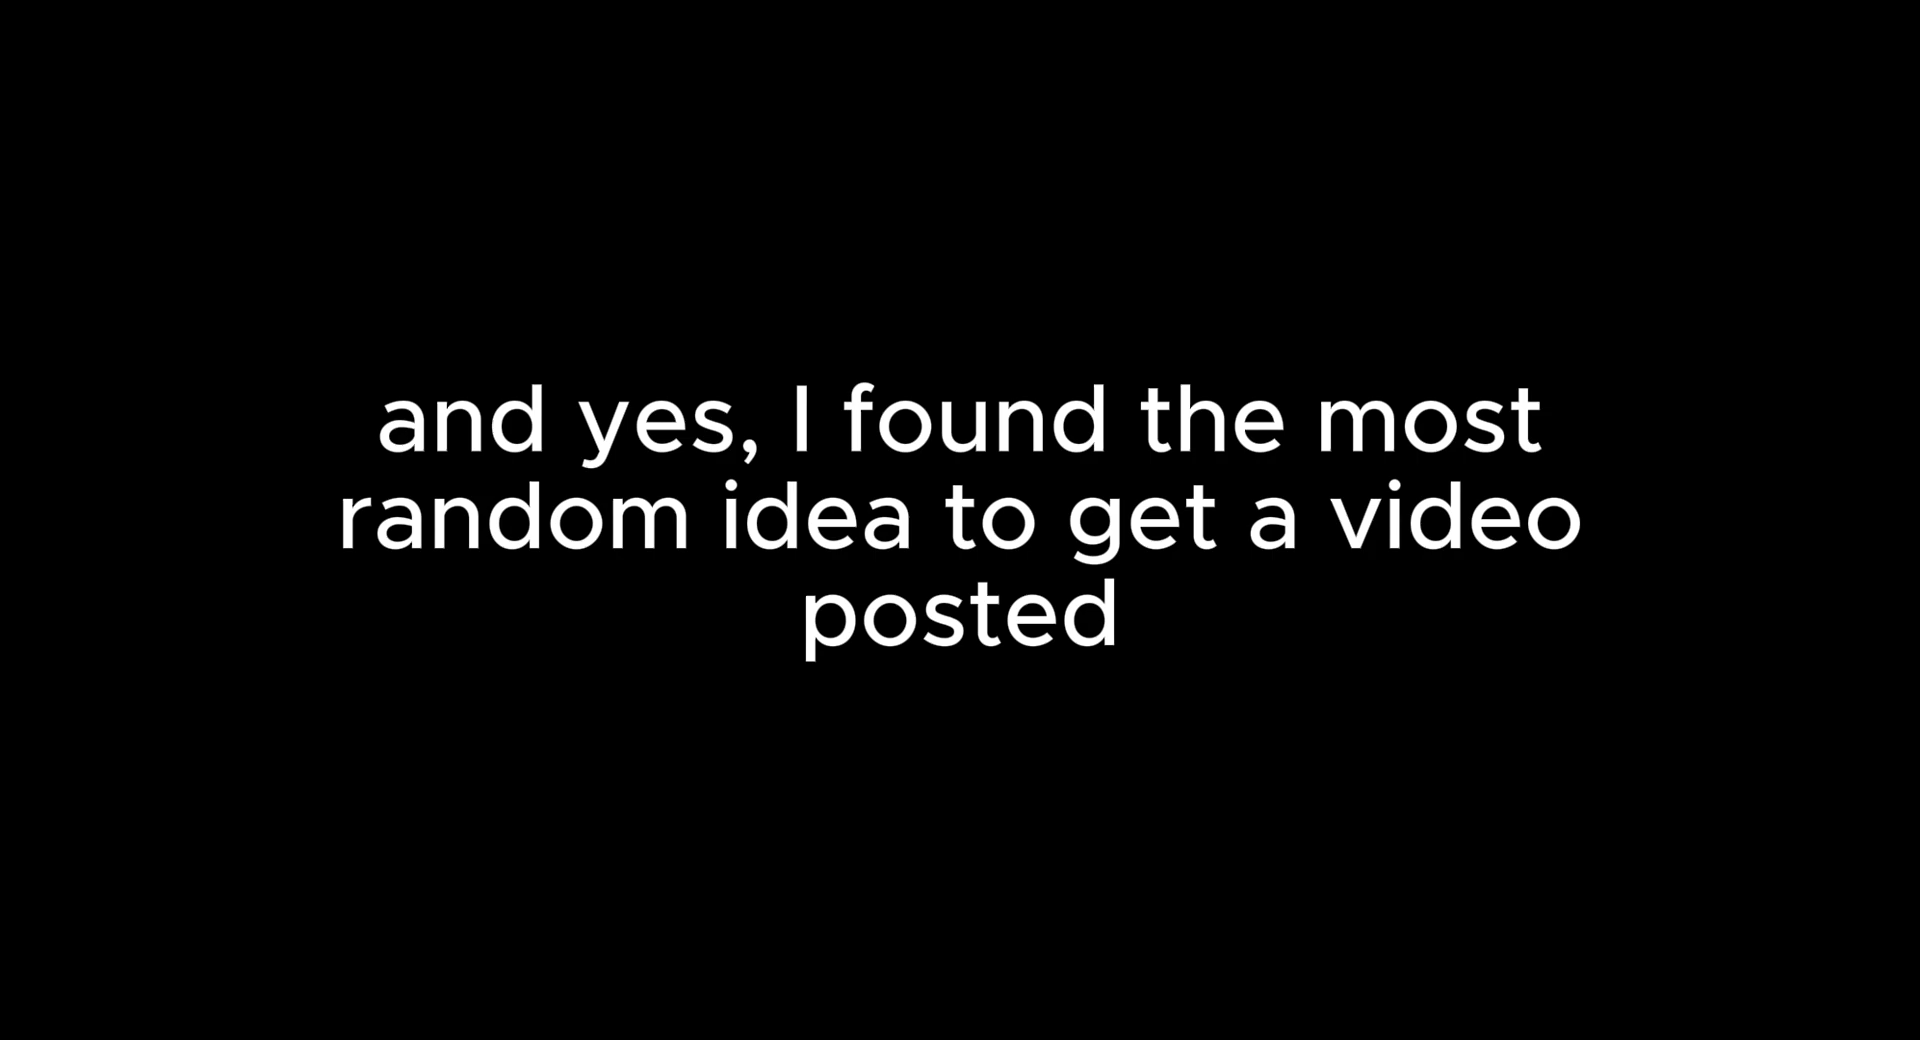 and yes, I found the most
random idea to get a video
posted